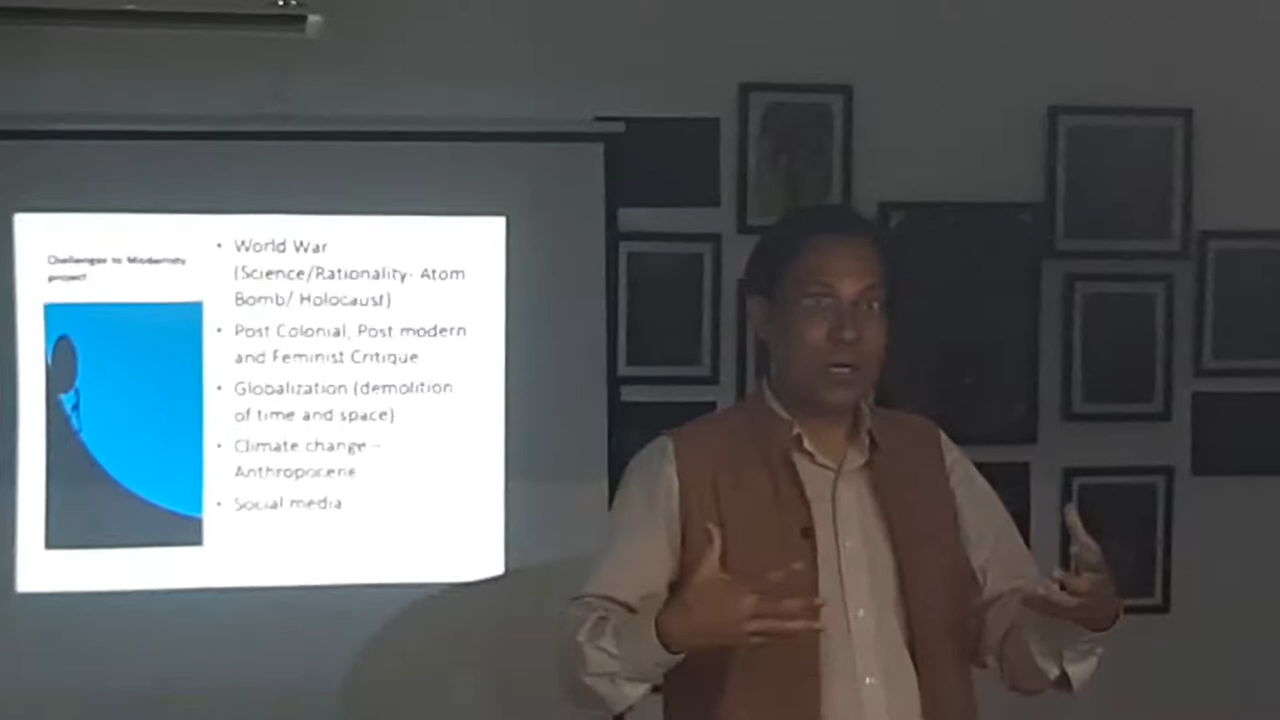 Challenges to Modernity
project
• World War
(Science/Rationality- Atom
Bomb/ Holocaust)
• Post Colonial, Post modern
and Feminist Critique
• Globalization (demolition
of time and space)
• Climate change –
Anthropocene
• Social media